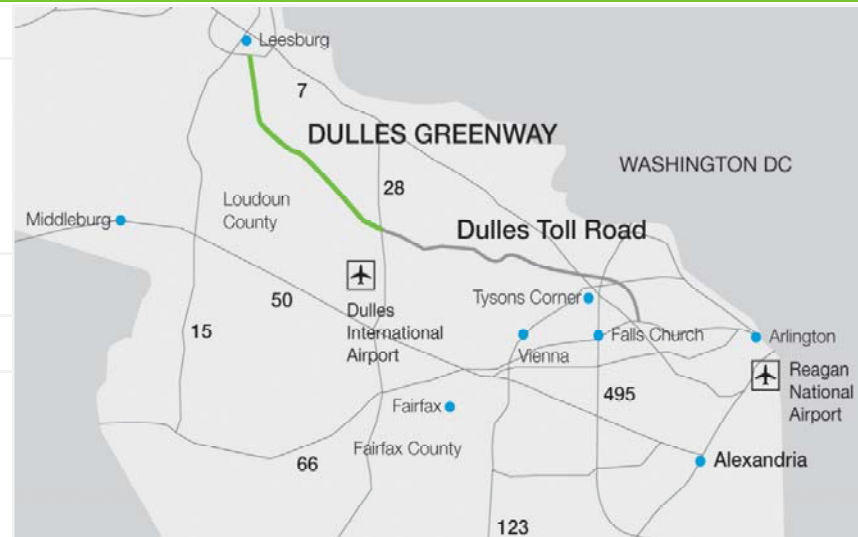 Leesburg
7
DULLES GREENWAY
WASHINGTON DC
28
Loudoun
County
Middleburg
Dulles Toll Road
50
Tysons Corner
Dulles
International
Airport
15
Falls Church
Arlington
Vienna
Reagan
National
Airport
495
Fairfax
Fairfax County
Alexandria
66
123